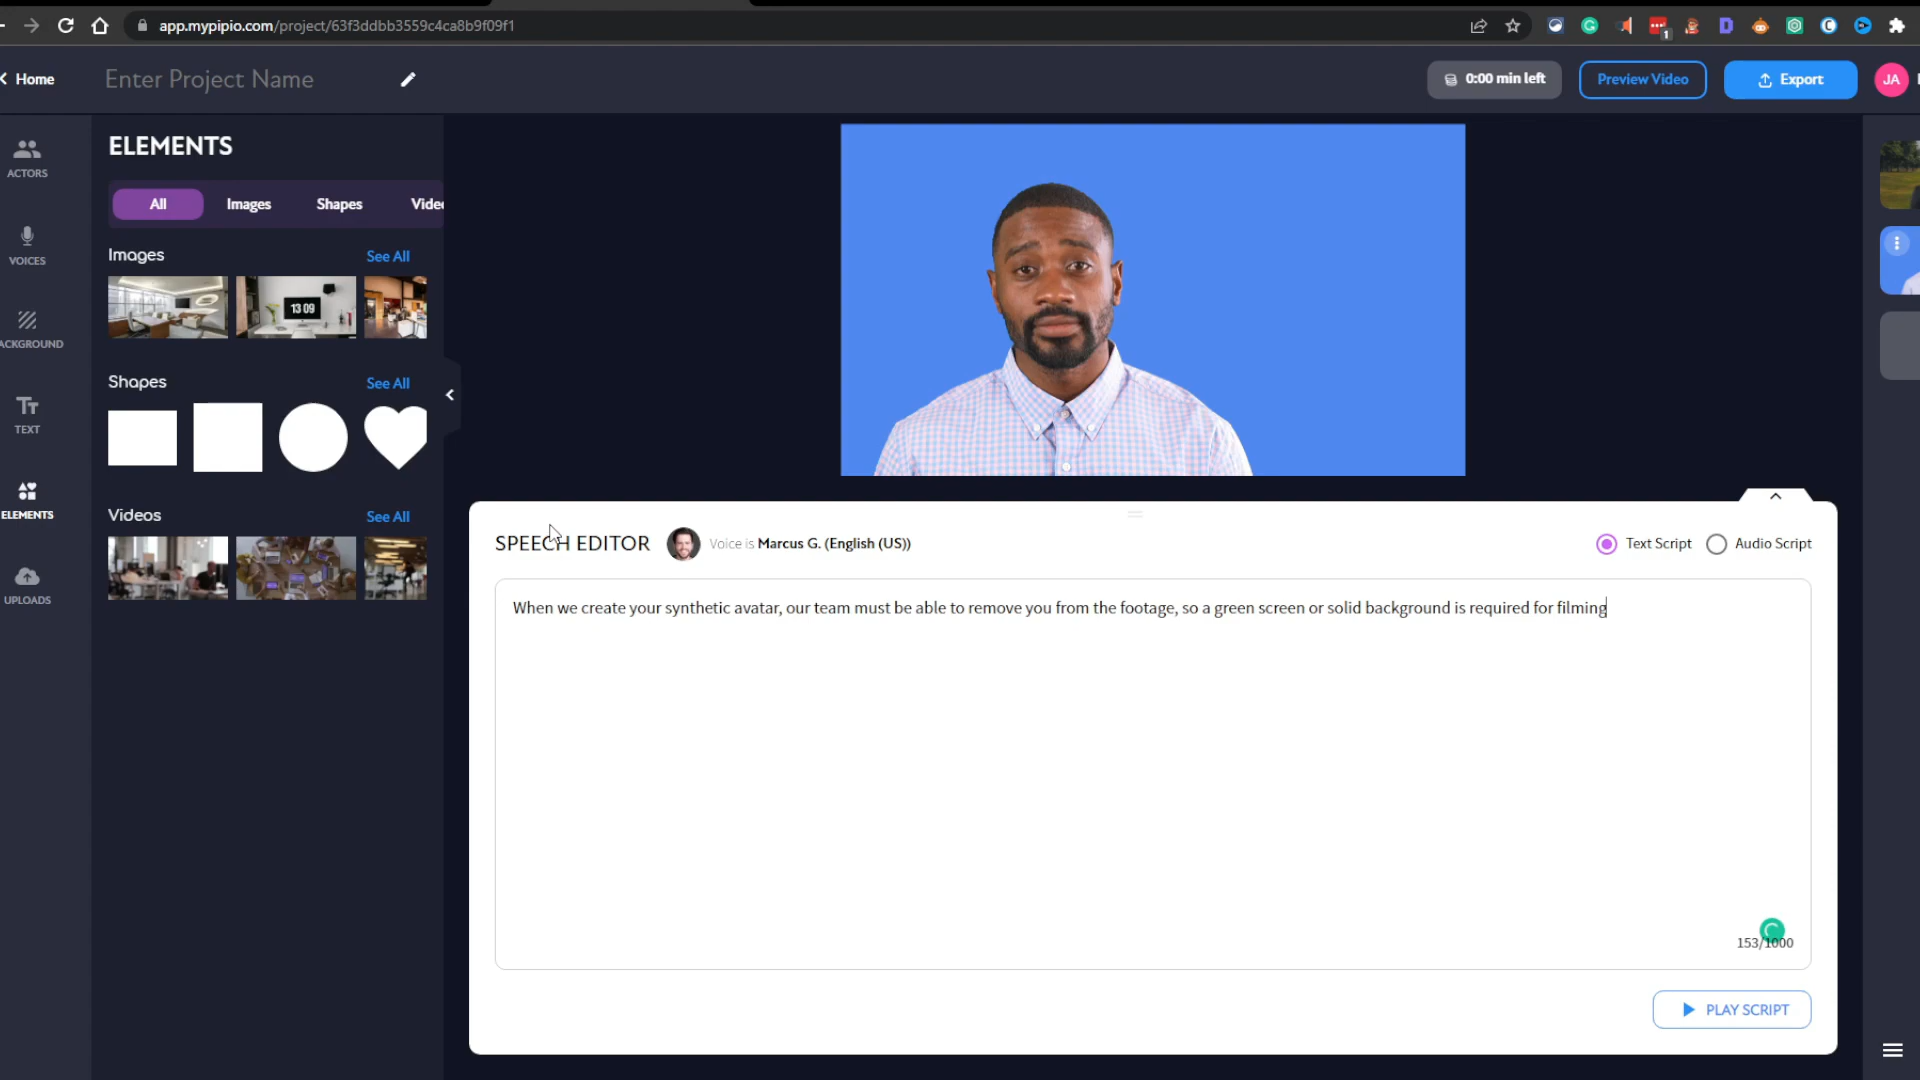 app.mypipio.com/project/63f3ddbb3559c4ca8b9f09f1
1
Home
Enter Project Name
0:00 min left
Preview Video
Export
JA
ACTORS
VOICES
ACKGROUND
TEXT
ELEMENTS
UPLOADS
ELEMENTS
All Images Shapes Vide
Images See All
13 09
Shapes See All
Videos See All
SPEECH EDITOR
Voice is Marcus G. (English (US))
Text Script
Audio Script
When we create your synthetic avatar, our team must be able to remove you from the footage, so a green screen or solid background is required for filming
153/1000
PLAY SCRIPT